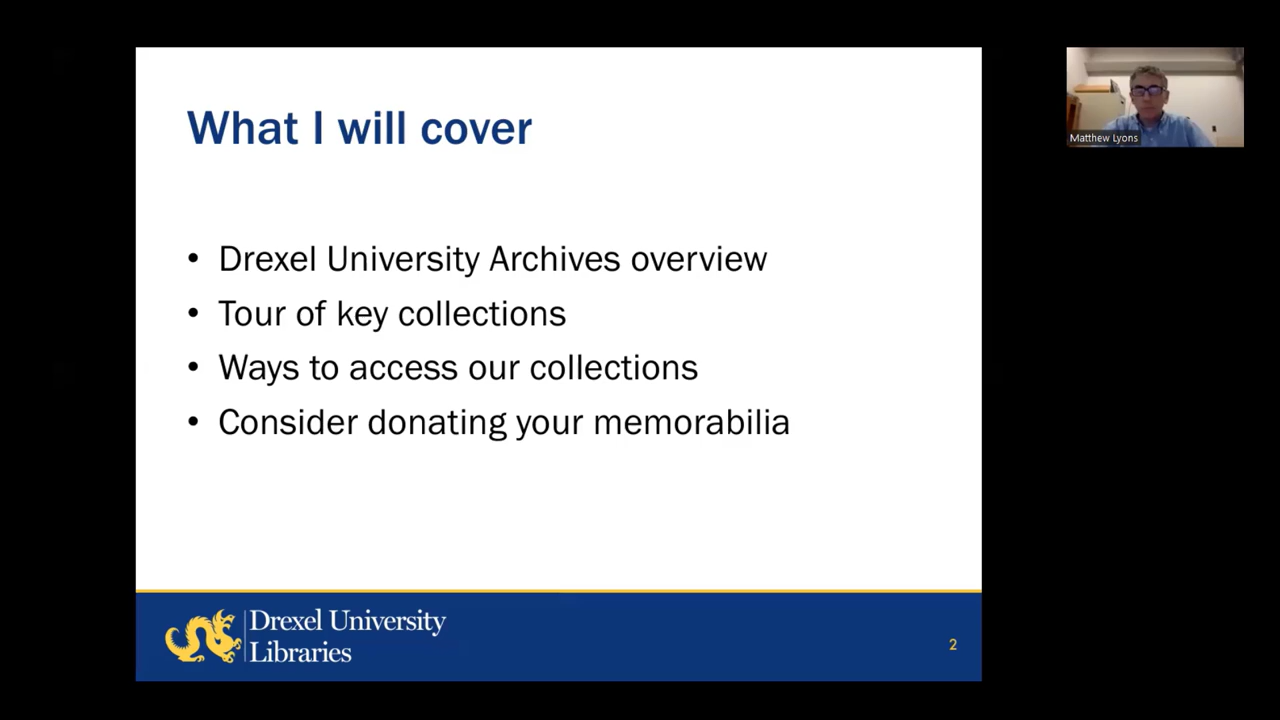 What I will cover
• Drexel University Archives overview
• Tour of key collections
• Ways to access our collections
• Consider donating your memorabilia
Drexel University
Libraries
2
Matthew Lyons